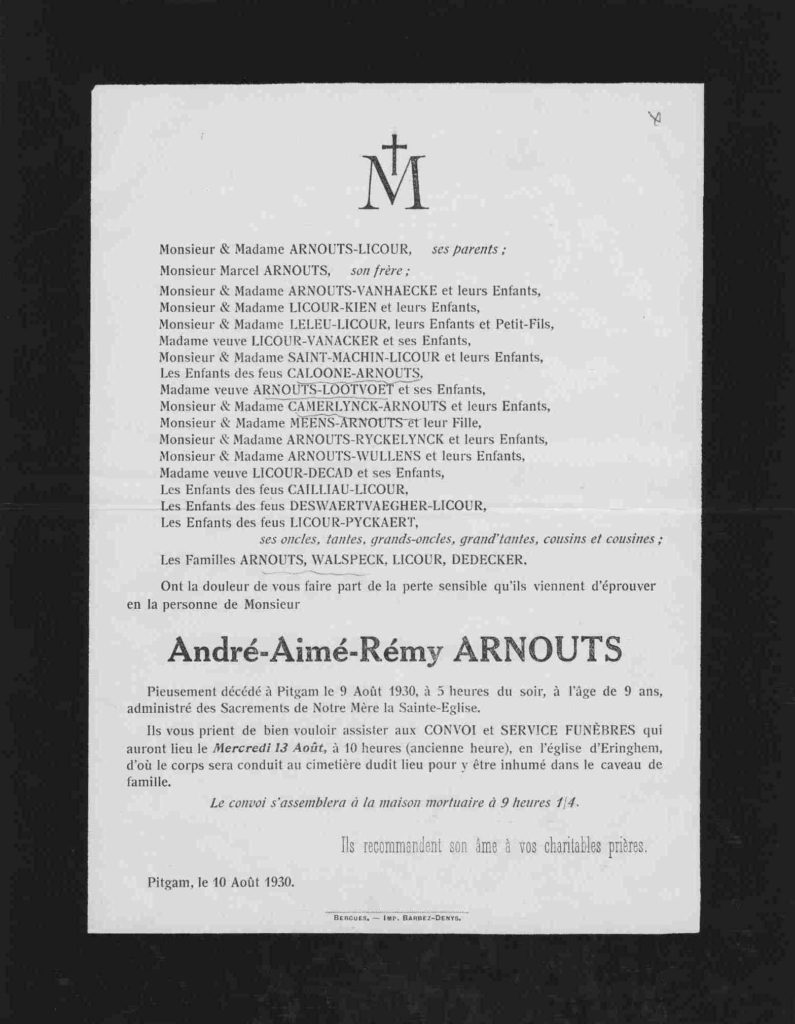 M
Monsieur & Madame ARNOUTS-LICOUR, ses parents ;
Monsieur Marcel ARNOUTS, son frère ;
Monsieur & Madame ARNOUTS-VANHAECKE et leurs Enfants,
Monsieur & Madame LICOUR-KIEN et leurs Enfants,
Monsieur & Madame LELEU-LICOUR, leurs Enfants et Petit-Fils,
Madame veuve LICOUR-VANACKER et ses Enfants,
Monsieur & Madame SAINT-MACHIN-LICOUR et leurs Enfants,
Les Enfants des feus CALOONE-ARNOUTS,
Madame veuve ARNOUTS-LOOTVOET et ses Enfants,
Monsieur & Madame CAMERLYNCK-ARNOUTS et leurs Enfants,
Monsieur & Madame MEENS-ARNOUTS et leur Fille,
Monsieur & Madame ARNOUTS-RYCKELYNCK et leurs Enfants,
Monsieur & Madame ARNOUTS-WULLENS et leurs Enfants,
Madame veuve LICOUR-DECAD et ses Enfants,
Les Enfants des feus CAILLIAU-LICOUR,
Les Enfants des feus DESWAERTVAEGHER-LICOUR,
Les Enfants des feus LICOUR-PYCKAERT,
ses oncles, tantes, grands-oncles, grand'tantes, cousins et cousines ;
Les Familles ARNOUTS, WALSPECK, LICOUR, DEDECKER.
Ont la douleur de vous faire part de la perte sensible qu'ils viennent d'éprouver
en la personne de Monsieur
André-Aimé-Rémy ARNOUTS
Pieusement décédé à Pitgam le 9 Août 1930, à 5 heures du soir, à l'âge de 9 ans,
administré des Sacrements de Notre Mère la Sainte-Eglise.
Ils vous prient de bien vouloir assister aux CONVOI et SERVICE FUNÈBRES qui
auront lieu le Mercredi 13 Août, à 10 heures (ancienne heure), en l'église d'Eringhem,
d'où le corps sera conduit au cimetière dudit lieu pour y être inhumé dans le caveau de
famille.
Le convoi s'assemblera à la maison mortuaire à 9 heures 1/4.
Ils recommandent son âme à vos charitables prières.
Pitgam, le 10 Août 1930.
BERGUES. — IMP. BARBEZ-DENYS.